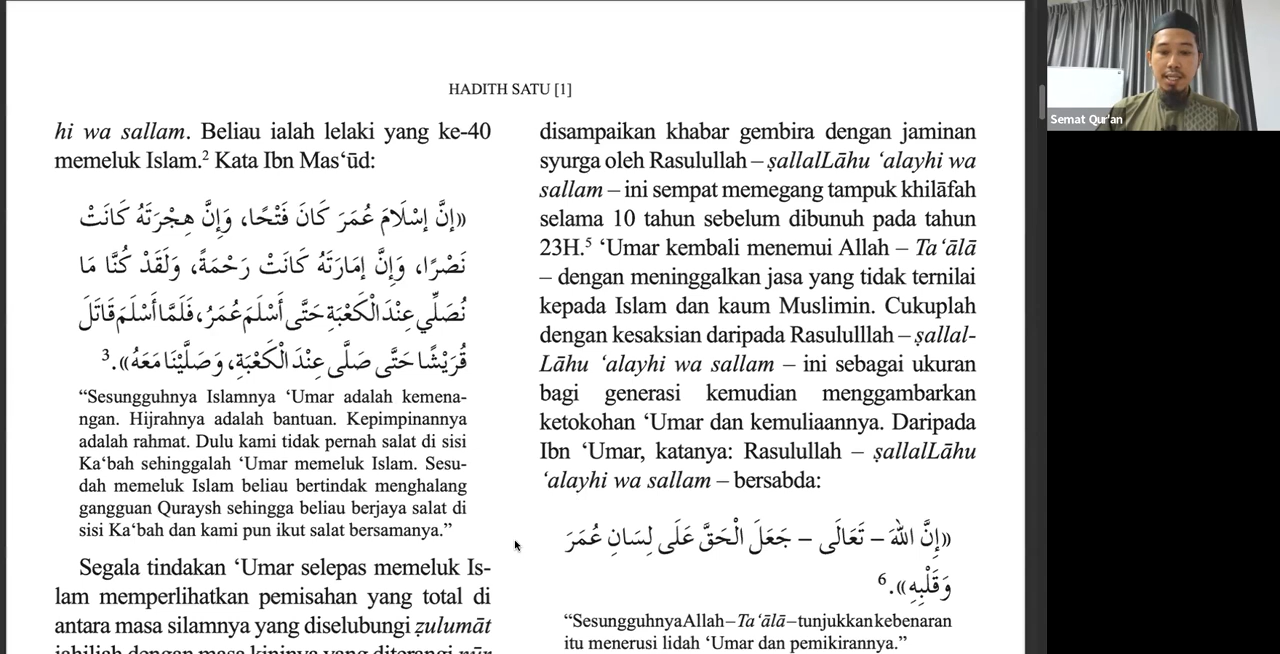 HADITH SATU [1]
hi wa sallam. Beliau ialah lelaki yang ke-40
memeluk Islam.² Kata Ibn Mas‘ūd:
«إِنَّ إِسْلَامَ عُمَرَ كَانَ فَتْحًا، وَإِنَّ هِجْرَتَهُ كَانَتْ
نَصْرًا، وَإِنَّ إِمَارَتَهُ كَانَتْ رَحْمَةً، وَلَقَدْ كُنَّا مَا
نُصَلِّي عِنْدَ الْكَعْبَةِ حَتَّى أَسْلَمَ عُمَرُ، فَلَمَّا أَسْلَمَ قَاتَلَ
قُرَيْشًا حَتَّى صَلَّى عِنْدَ الْكَعْبَةِ، وَصَلَّيْنَا مَعَهُ».³
“Sesungguhnya Islamnya ‘Umar adalah kemena-
ngan. Hijrahnya adalah bantuan. Kepimpinannya
adalah rahmat. Dulu kami tidak pernah salat di sisi
Ka‘bah sehinggalah ‘Umar memeluk Islam. Sesu-
dah memeluk Islam beliau bertindak menghalang
gangguan Quraysh sehingga beliau berjaya salat di
sisi Ka‘bah dan kami pun ikut salat bersamanya.”
Segala tindakan ‘Umar selepas memeluk Is-
lam memperlihatkan pemisahan yang total di
antara masa silamnya yang diselubungi ẓulumāt
jahiliah dengan masa kininya yang diterangi nūr
disampaikan khabar gembira dengan jaminan
syurga oleh Rasulullah – ṣallalLāhu ‘alayhi wa
sallam – ini sempat memegang tampuk khilāfah
selama 10 tahun sebelum dibunuh pada tahun
23H.⁵ ‘Umar kembali menemui Allah – Ta‘ālā
– dengan meninggalkan jasa yang tidak ternilai
kepada Islam dan kaum Muslimin. Cukuplah
dengan kesaksian daripada Rasululllah – ṣallal-
Lāhu ‘alayhi wa sallam – ini sebagai ukuran
bagi generasi kemudian menggambarkan
ketokohan ‘Umar dan kemuliaannya. Daripada
Ibn ‘Umar, katanya: Rasulullah – ṣallalLāhu
‘alayhi wa sallam – bersabda:
«إِنَّ اللهَ – تَعَالَى – جَعَلَ الْحَقَّ عَلَى لِسَانِ عُمَرَ
وَقَلْبِهِ».⁶
“Sesungguhnya Allah – Ta‘ālā – tunjukkan kebenaran
itu menerusi lidah ‘Umar dan pemikirannya.”
Semat Qur'an